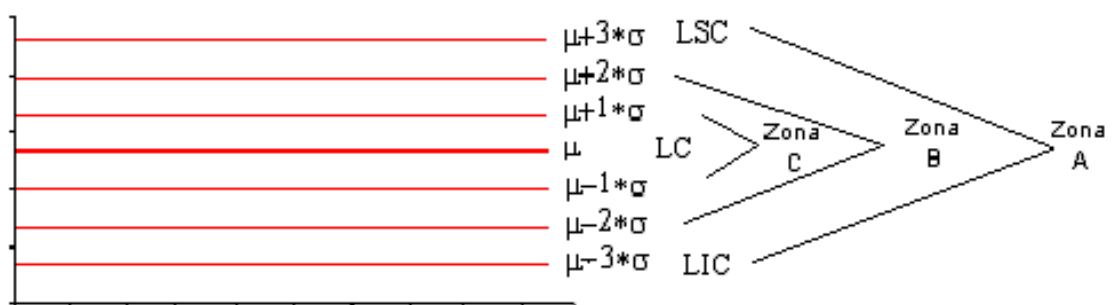 μ+3*σ LSC
μ+2*σ
μ+1*σ
μ LC
μ-1*σ
μ-2*σ
μ-3*σ LIC
Zona
C
Zona
B
Zona
A